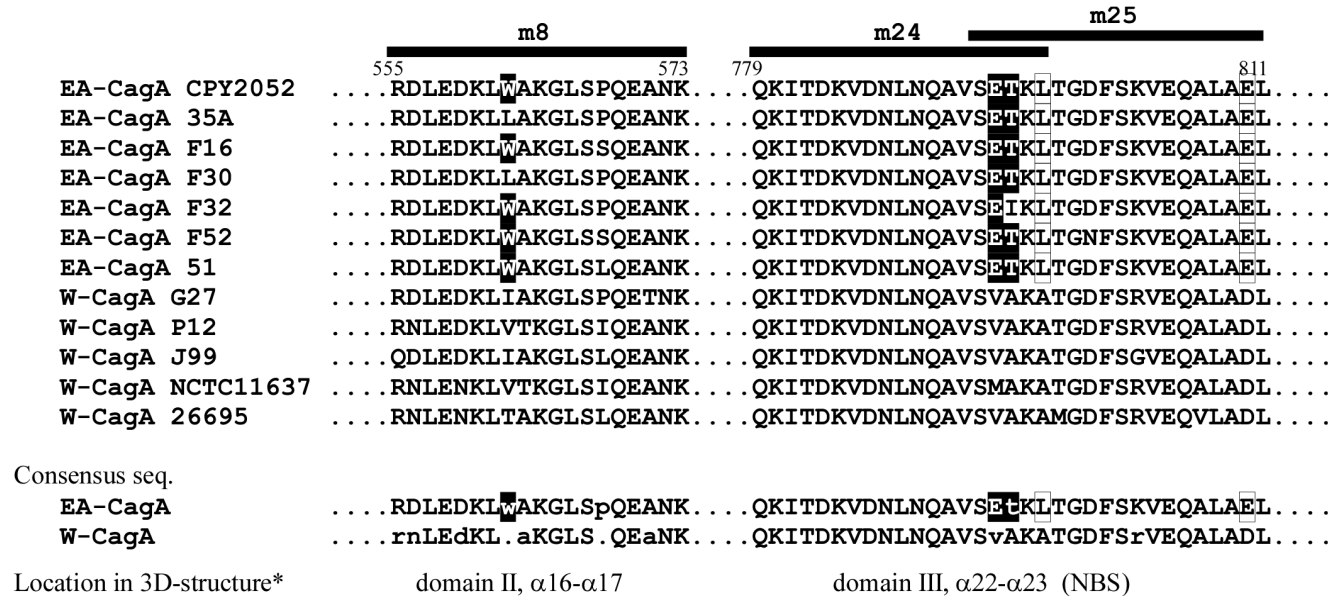 m25
m8 m24
555 573 779 811
EA-CagA CPY2052 ....RDLEDKLWAKGLSPQEANK....QKITDKVDNLNQAVSETKLTGDFSKVEQALAEL....
EA-CagA 35A ....RDLEDKLLAKGLSPQEANK....QKITDKVDNLNQAVSETKLTGDFSKVEQALAEL....
EA-CagA F16 ....RDLEDKLWAKGLSSQEANK....QKITDKVDNLNQAVSETKLTGDFSKVEQALAEL....
EA-CagA F30 ....RDLEDKLLAKGLSPQEANK....QKITDKVDNLNQAVSETKLTGDFSKVEQALAEL....
EA-CagA F32 ....RDLEDKLWAKGLSPQEANK....QKITDKVDNLNQAVSEIKLTGDFSKVEQALAEL....
EA-CagA F52 ....RDLEDKLWAKGLSSQEANK....QKITDKVDNLNQAVSETKLTGNFSKVEQALAEL....
EA-CagA 51 ....RDLEDKLWAKGLSLQEANK....QKITDKVDNLNQAVSETKLTGDFSKVEQALAEL....
W-CagA G27 ....RDLEDKLIAKGLSPQETNK....QKITDKVDNLNQAVSVAKATGDFSRVEQALADL....
W-CagA P12 ....RNLEDKLVTKGLSIQEANK....QKITDKVDNLNQAVSVAKATGDFSRVEQALADL....
W-CagA J99 ....QDLEDKLIAKGLSLQEANK....QKITDKVDNLNQAVSVAKATGDFSGVEQALADL....
W-CagA NCTC11637 ....RNLENKLVTKGLSIQEANK....QKITDKVDNLNQAVSMAKATGDFSRVEQALADL....
W-CagA 26695 ....RNLENKLTAKGLSLQEANK....QKITDKVDNLNQAVSVAKAMGDFSRVEQVLADL....
Consensus seq.
EA-CagA ....RDLEDKLwAKGLSpQEANK....QKITDKVDNLNQAVSEtKLTGDFSKVEQALAEL....
W-CagA ....rnLEdKL.aKGLS.QEaNK....QKITDKVDNLNQAVSvAKATGDFSrVEQALADL....
Location in 3D-structure* domain II, α16-α17 domain III, α22-α23 (NBS)